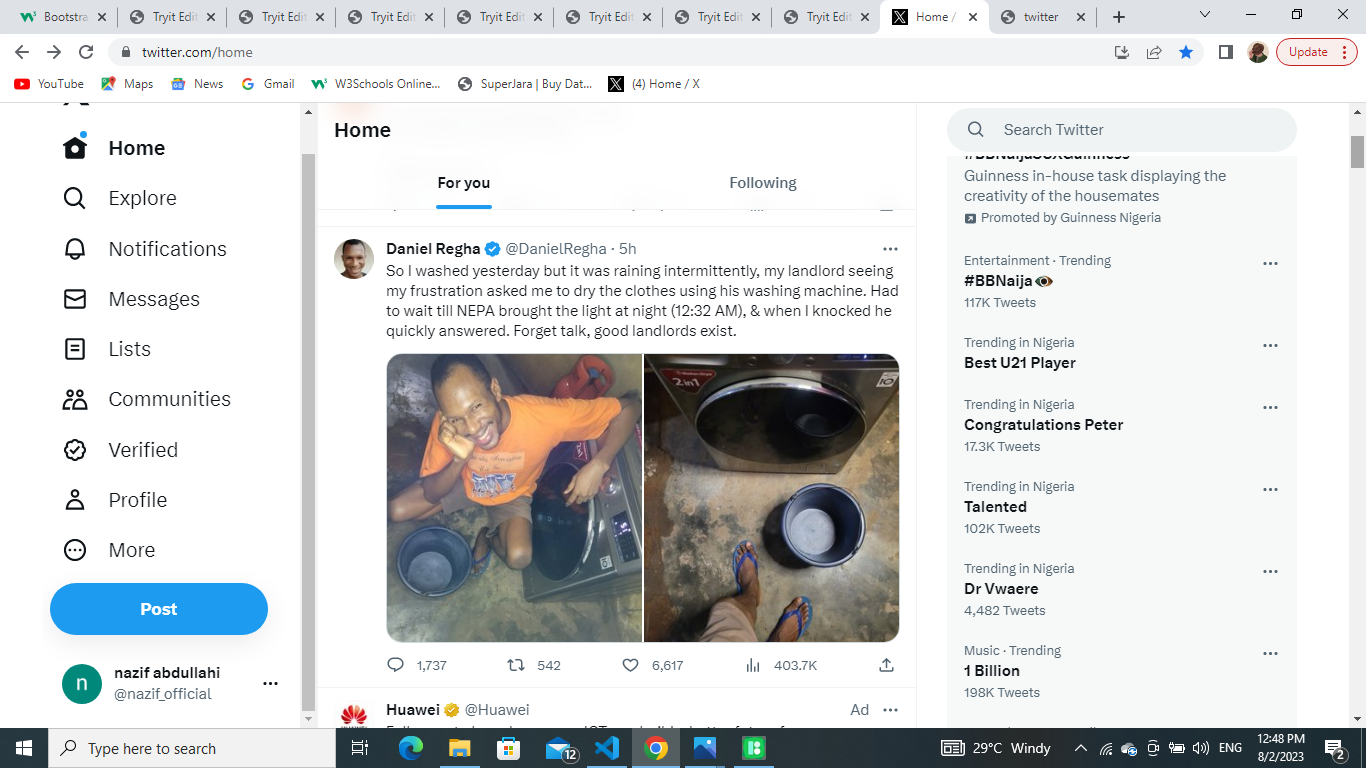 Bootstra
Tryit Edit
Tryit Edit
Tryit Edit
Tryit Edit
Tryit Edit
Tryit Edit
Tryit Edit
Home /
twitter
twitter.com/home
Update
YouTube
Maps
News
Gmail
W3Schools Online...
SuperJara | Buy Dat...
(4) Home / X
Home
Explore
Notifications
Messages
Lists
Communities
Verified
Profile
More
Post
nazif abdullahi
@nazif_official
n
Home
For you
Following
Daniel Regha @DanielRegha · 5h
So I washed yesterday but it was raining intermittently, my landlord seeing
my frustration asked me to dry the clothes using his washing machine. Had
to wait till NEPA brought the light at night (12:32 AM), & when I knocked he
quickly answered. Forget talk, good landlords exist.
2in1
1,737
542
6,617
403.7K
Huawei @Huawei
Ad
Search Twitter
#BBNaijaS8XGuinness
Guinness in-house task displaying the
creativity of the housemates
Promoted by Guinness Nigeria
Entertainment · Trending
#BBNaija
117K Tweets
Trending in Nigeria
Best U21 Player
Trending in Nigeria
Congratulations Peter
17.3K Tweets
Trending in Nigeria
Talented
102K Tweets
Trending in Nigeria
Dr Vwaere
4,482 Tweets
Music · Trending
1 Billion
198K Tweets
Type here to search
12
29°C Windy
ENG
12:48 PM
8/2/2023
2